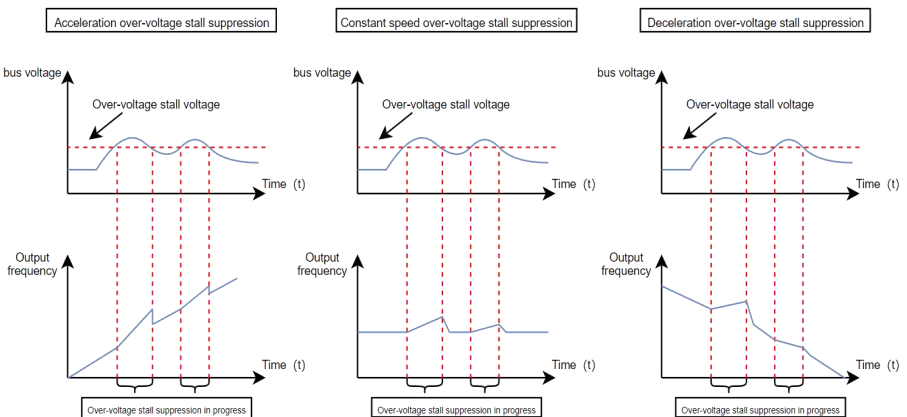 Acceleration over-voltage stall suppression
Constant speed over-voltage stall suppression
Deceleration over-voltage stall suppression
bus voltage
Over-voltage stall voltage
Time (t)
bus voltage
Over-voltage stall voltage
Time (t)
bus voltage
Over-voltage stall voltage
Time (t)
Output
frequency
Time (t)
Over-voltage stall suppression in progress
Output
frequency
Time (t)
Over-voltage stall suppression in progress
Output
frequency
Time (t)
Over-voltage stall suppression in progress